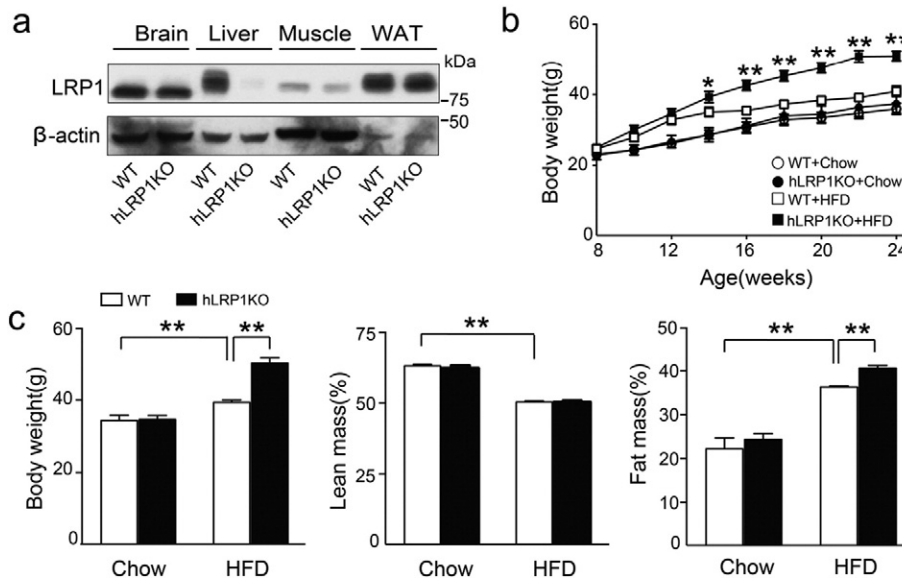 a
Brain Liver Muscle WAT
kDa
LRP1
75
50
β-actin
WT hLRP1KO WT hLRP1KO WT hLRP1KO WT hLRP1KO
b
Body weight(g)
60
40
20
0
* ** ** ** ** **
WT+Chow
hLRP1KO+Chow
WT+HFD
hLRP1KO+HFD
8 12 16 20 24
Age(weeks)
c
WT hLRP1KO
Body weight(g)
60
40
20
0
** **
Chow HFD
Lean mass(%)
75
50
25
0
**
Chow HFD
Fat mass(%)
50
40
30
20
10
0
** **
Chow HFD